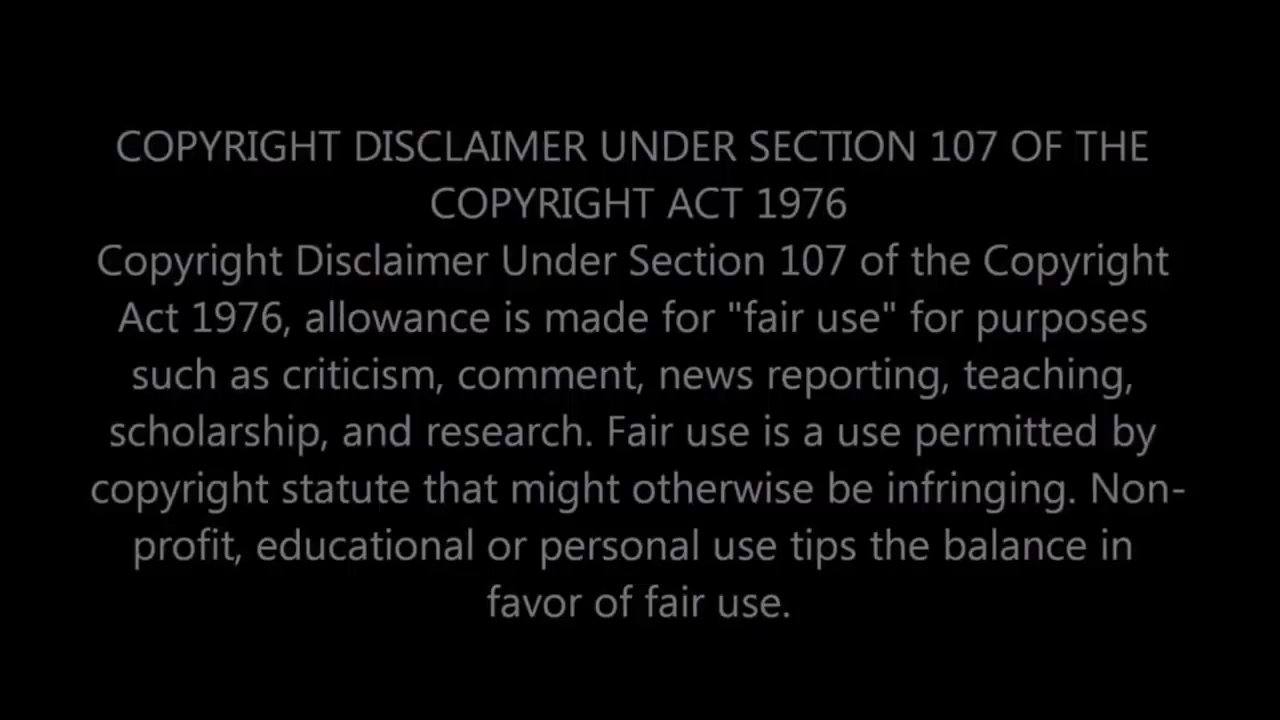 COPYRIGHT DISCLAIMER UNDER SECTION 107 OF THE
COPYRIGHT ACT 1976
Copyright Disclaimer Under Section 107 of the Copyright
Act 1976, allowance is made for "fair use" for purposes
such as criticism, comment, news reporting, teaching,
scholarship, and research. Fair use is a use permitted by
copyright statute that might otherwise be infringing. Non-
profit, educational or personal use tips the balance in
favor of fair use.